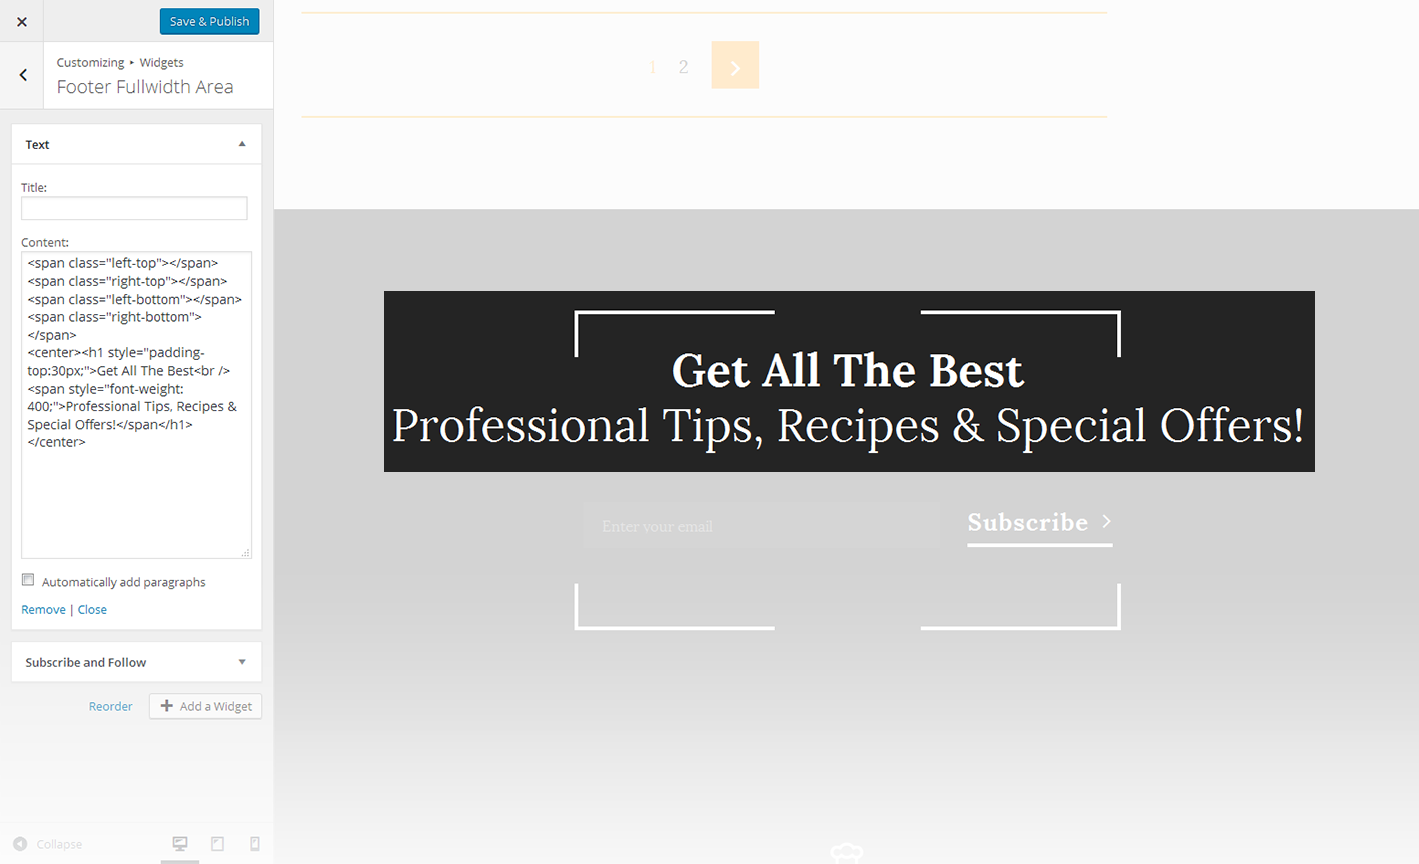 Save & Publish
Customizing ▸ Widgets
Footer Fullwidth Area
Text
Title:
Content:
<span class="left-top"></span>
<span class="right-top"></span>
<span class="left-bottom"></span>
<span class="right-bottom">
</span>
<center><h1 style="padding-
top:30px;">Get All The Best<br />
<span style="font-weight:
400;">Professional Tips, Recipes &
Special Offers!</span</h1>
</center>
Automatically add paragraphs
Remove | Close
Subscribe and Follow
Reorder
Add a Widget
Collapse
1 2
Get All The Best
Professional Tips, Recipes & Special Offers!
Enter your email
Subscribe